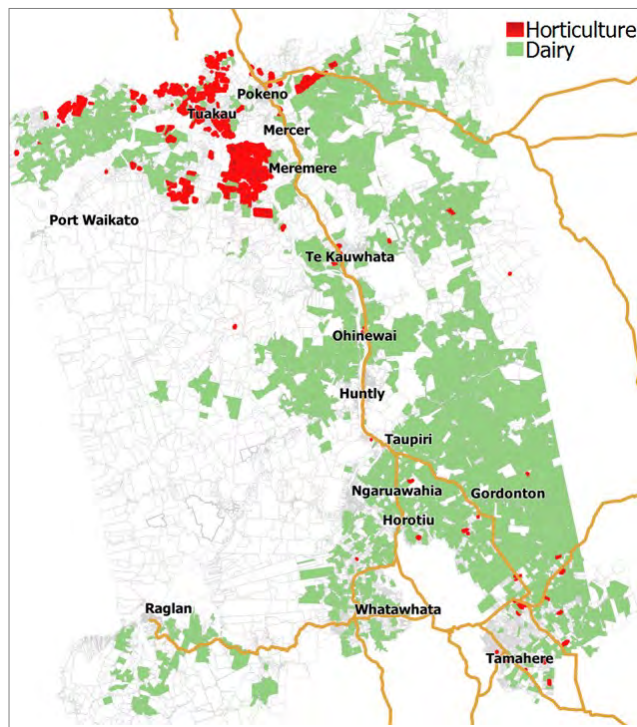 Horticulture
Dairy
Pokeno
Tuakau
Mercer
Meremere
Port Waikato
Te Kauwhata
Ohinewai
Huntly
Taupiri
Ngaruawahia
Gordonton
Horotiu
Raglan
Whatawhata
Tamahere